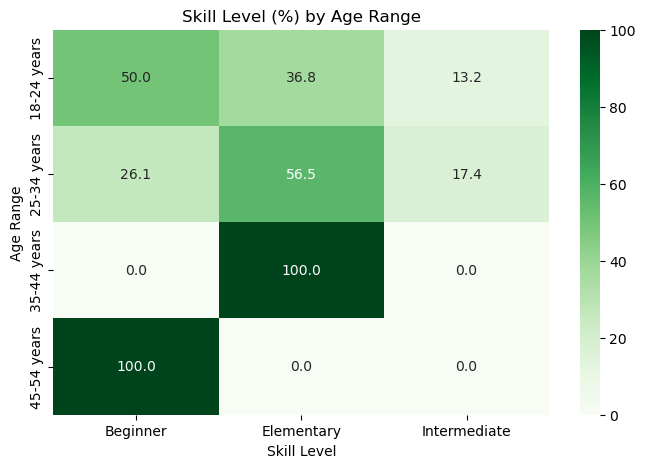 Skill Level (%) by Age Range
Age Range
18-24 years
50.0 36.8 13.2
25-34 years
26.1 56.5 17.4
35-44 years
0.0 100.0 0.0
45-54 years
100.0 0.0 0.0
Beginner Elementary Intermediate
Skill Level
100
80
60
40
20
0